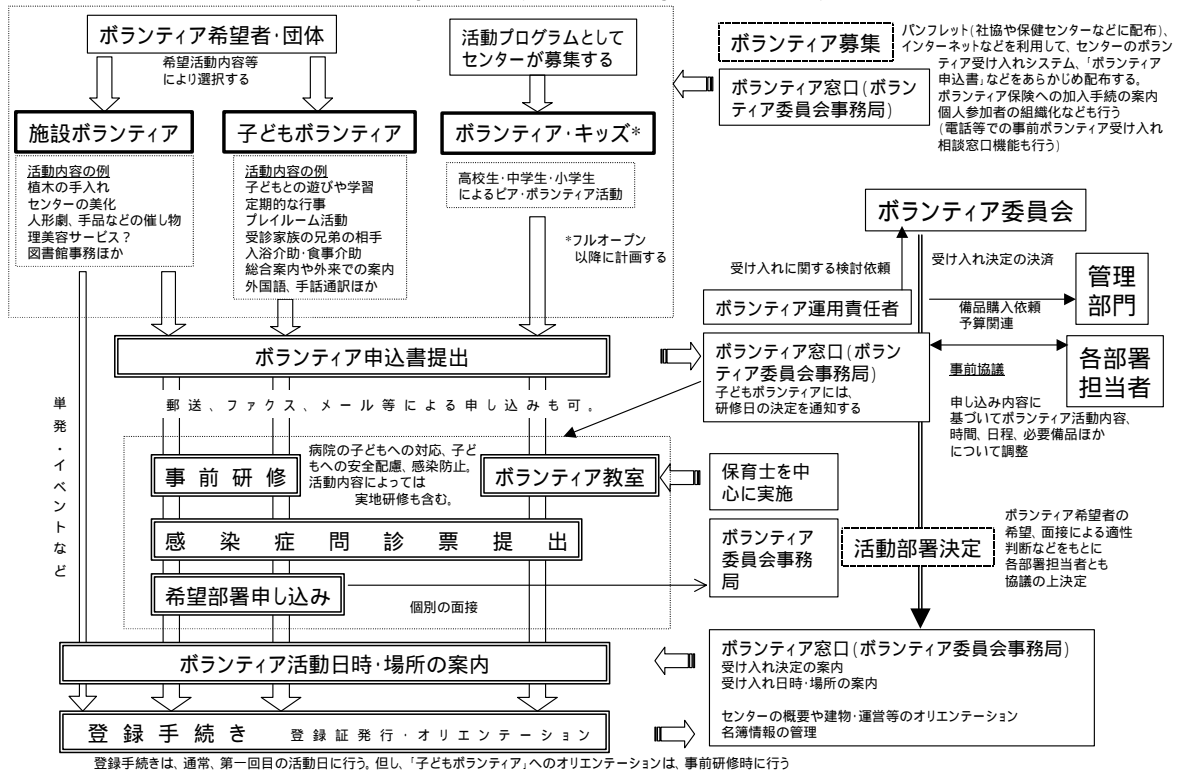 ボランティア希望者・団体
希望活動内容等
により選択する
活動プログラムとして
センターが募集する
ボランティア募集
パンフレット(社協や保健センターなどに配布)、
インターネットなどを利用して、センターのボラン
ティア受け入れシステム、「ボランティア
申込書」などをあらかじめ配布する。
ボランティア保険への加入手続の案内
個人参加者の組織化なども行う
(電話等での事前ボランティア受け入れ
相談窓口機能も行う)
ボランティア窓口(ボラン
ティア委員会事務局)
施設ボランティア
子どもボランティア
ボランティア・キッズ*
活動内容の例
植木の手入れ
センターの美化
人形劇、手品などの催し物
理美容サービス?
図書館事務ほか
活動内容の例
子どもとの遊びや学習
定期的な行事
プレイルーム活動
受診家族の兄弟の相手
入浴介助・食事介助
総合案内や外来での案内
外国語、手話通訳ほか
高校生・中学生・小学生
によるピア・ボランティア活動
*フルオープン
以降に計画する
ボランティア委員会
受け入れに関する検討依頼
受け入れ決定の決済
管理
部門
ボランティア運用責任者
備品購入依頼
予算関連
ボランティア申込書提出
ボランティア窓口(ボラン
ティア委員会事務局)
子どもボランティアには、
研修日の決定を通知する
各部署
担当者
事前協議
申し込み内容に
基づいてボランティア活動内容、
時間、日程、必要備品ほか
について調整
単発・イベントなど
郵送、ファクス、メール等による申し込みも可。
病院の子どもへの対応、子ど
もへの安全配慮、感染防止。
活動内容によっては
実地研修も含む。
事前研修
ボランティア教室
保育士を中
心に実施
感染症問診票提出
ボランティア
委員会事務
局
活動部署決定
ボランティア希望者の
希望、面接による適性
判断などをもとに
各部署担当者とも
協議の上決定
希望部署申し込み
個別の面接
ボランティア活動日時・場所の案内
ボランティア窓口(ボランティア委員会事務局)
受け入れ決定の案内
受け入れ日時・場所の案内
センターの概要や建物・運営等のオリエンテーション
名簿情報の管理
登録手続き 登録証発行・オリエンテーション
登録手続きは、通常、第一回目の活動日に行う。但し、「子どもボランティア」へのオリエンテーションは、事前研修時に行う